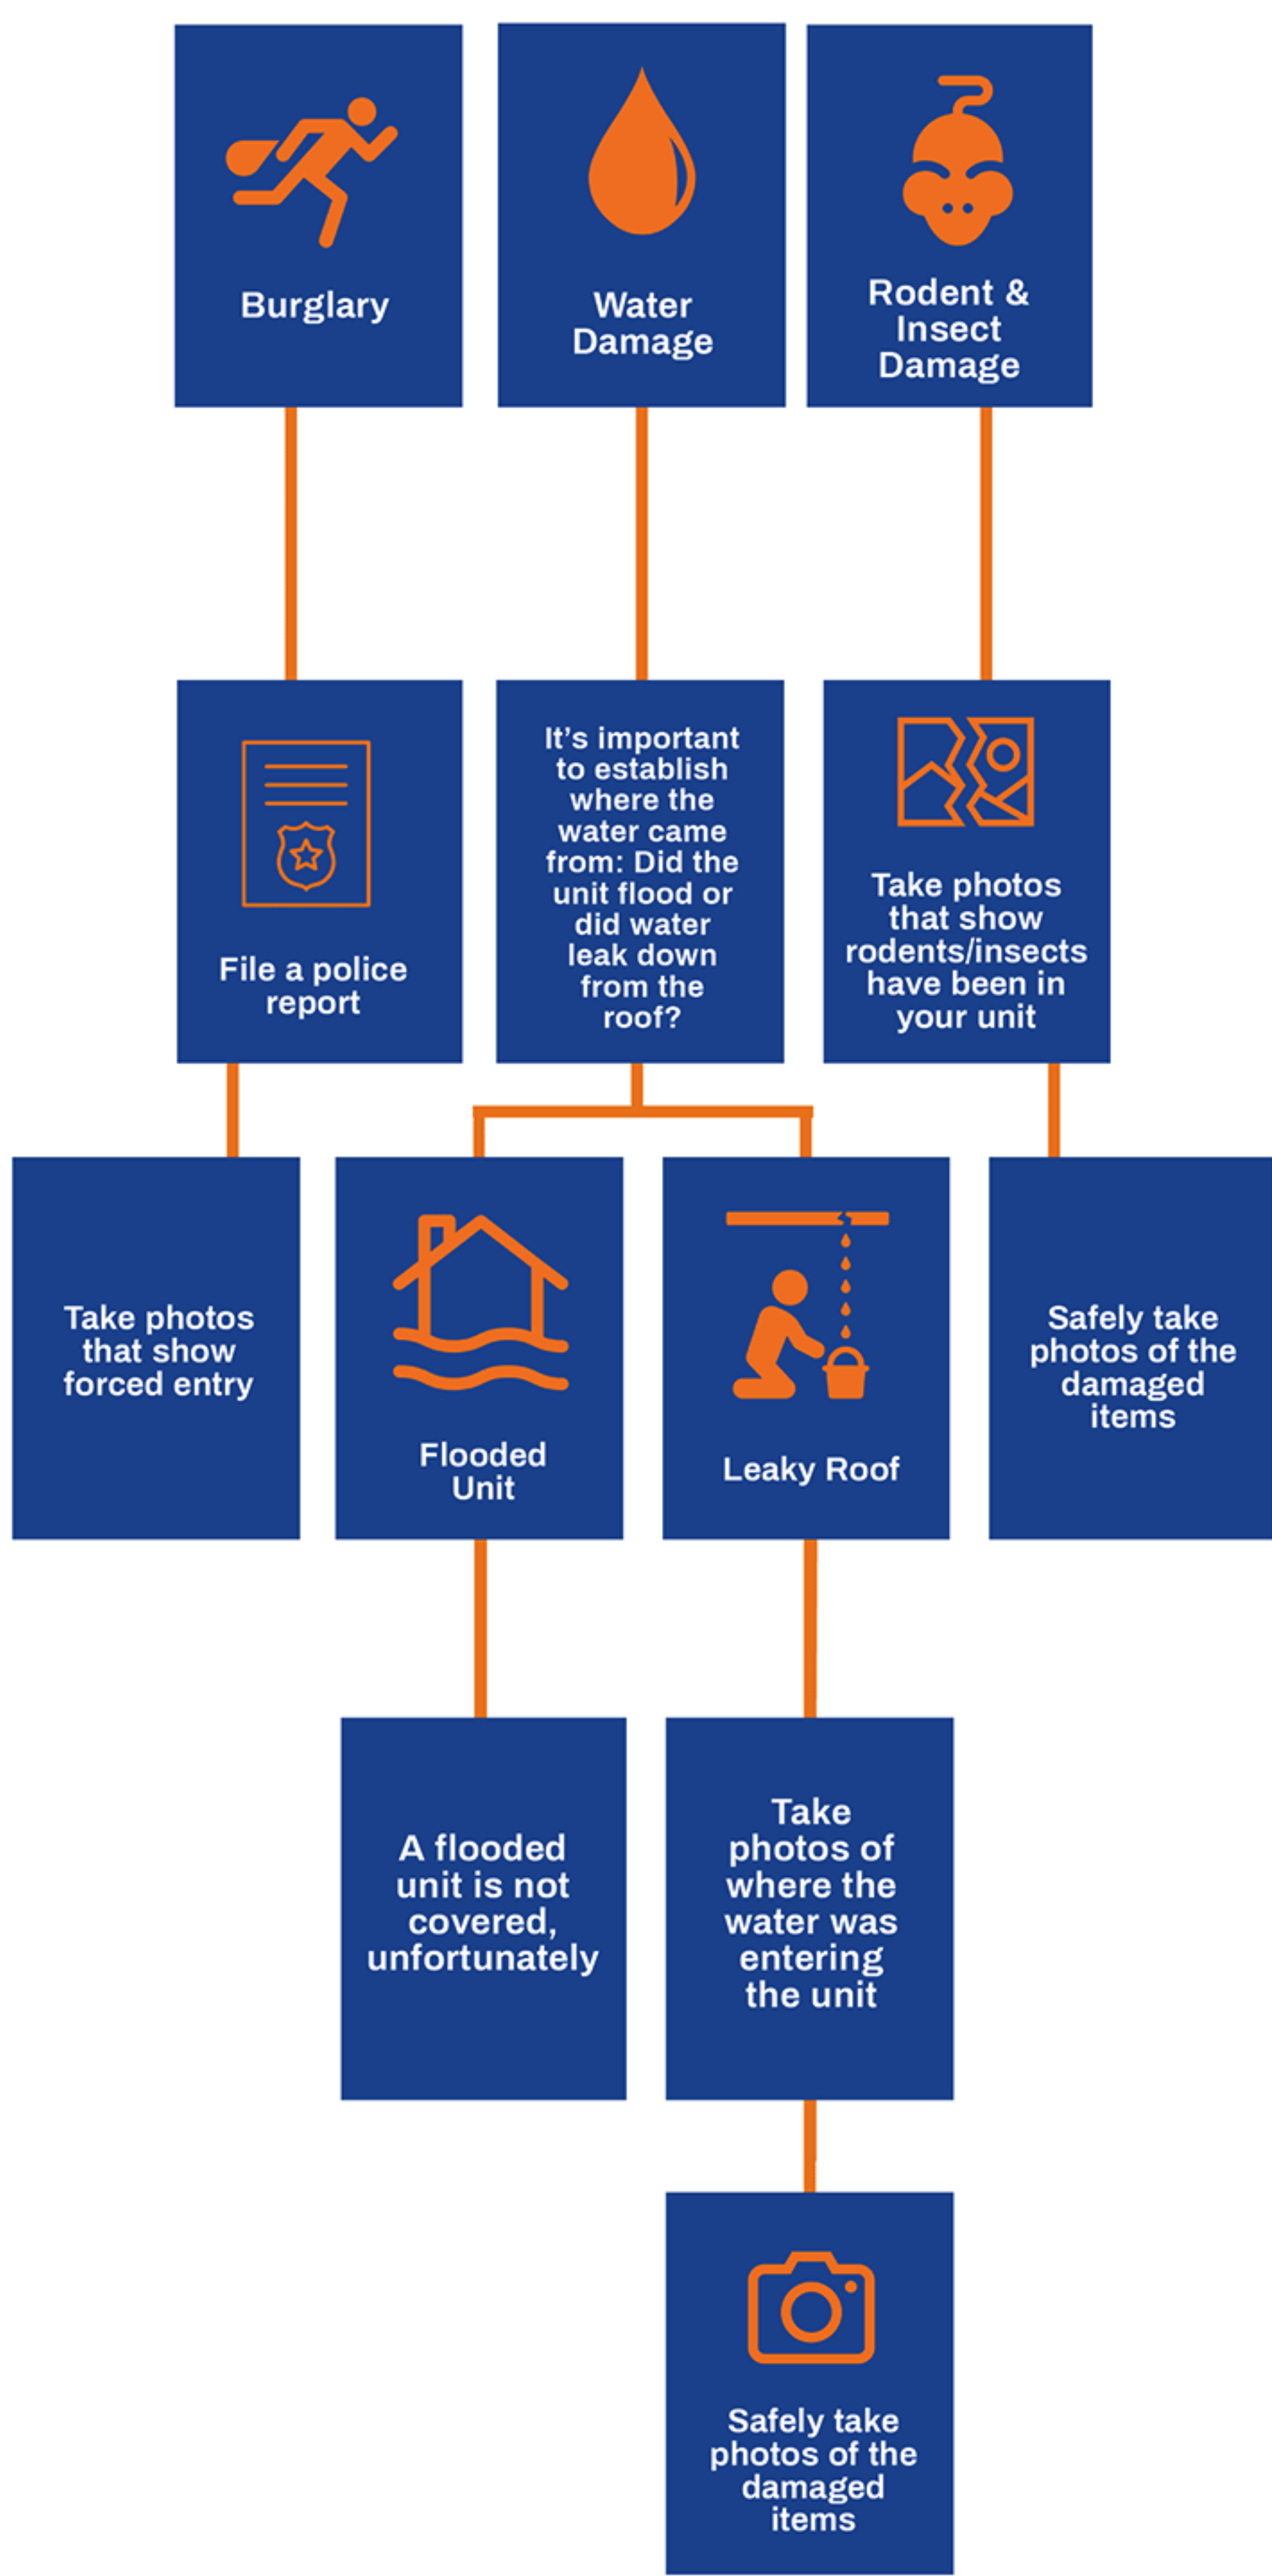 Burglary
Water
Damage
Rodent &
Insect
Damage
File a police
report
It’s important
to establish
where the
water came
from: Did the
unit flood or
did water
leak down
from the
roof?
Take photos
that show
rodents/insects
have been in
your unit
Take photos
that show
forced entry
Flooded
Unit
Leaky Roof
Safely take
photos of the
damaged
items
A flooded
unit is not
covered,
unfortunately
Take
photos of
where the
water was
entering
the unit
Safely take
photos of the
damaged
items